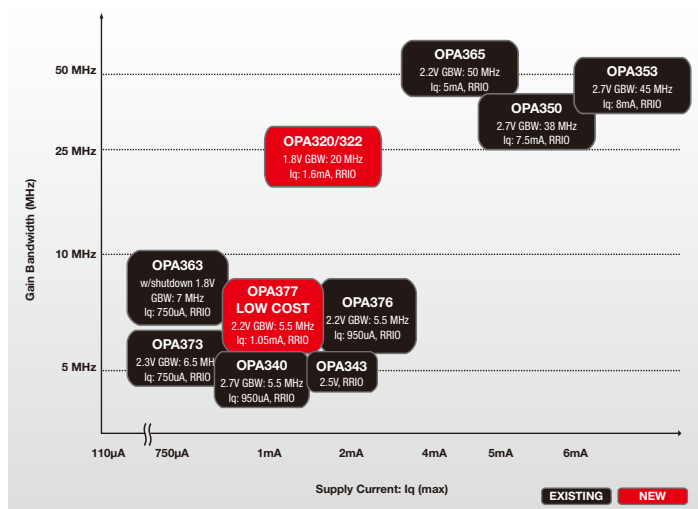 Gain Bandwidth (MHz)
50 MHz
25 MHz
10 MHz
5 MHz
OPA365
2.2V GBW: 50 MHz
Iq: 5mA, RRIO
OPA353
2.7V GBW: 45 MHz
Iq: 8mA, RRIO
OPA350
2.7V GBW: 38 MHz
Iq: 7.5mA, RRIO
OPA320/322
1.8V GBW: 20 MHz
Iq: 1.6mA, RRIO
OPA363
w/shutdown 1.8V
GBW: 7 MHz
Iq: 750uA, RRIO
OPA377
LOW COST
2.2V GBW: 5.5 MHz
Iq: 1.05mA, RRIO
OPA376
2.2V GBW: 5.5 MHz
Iq: 950uA, RRIO
OPA373
2.3V GBW: 6.5 MH
Iq: 750uA, RRIO
OPA340
2.7V GBW: 5.5 MHz
Iq: 950uA, RRIO
OPA343
2.5V, RRIO
110µA 750µA 1mA 2mA 4mA 5mA 6mA
Supply Current: Iq (max)
EXISTING NEW